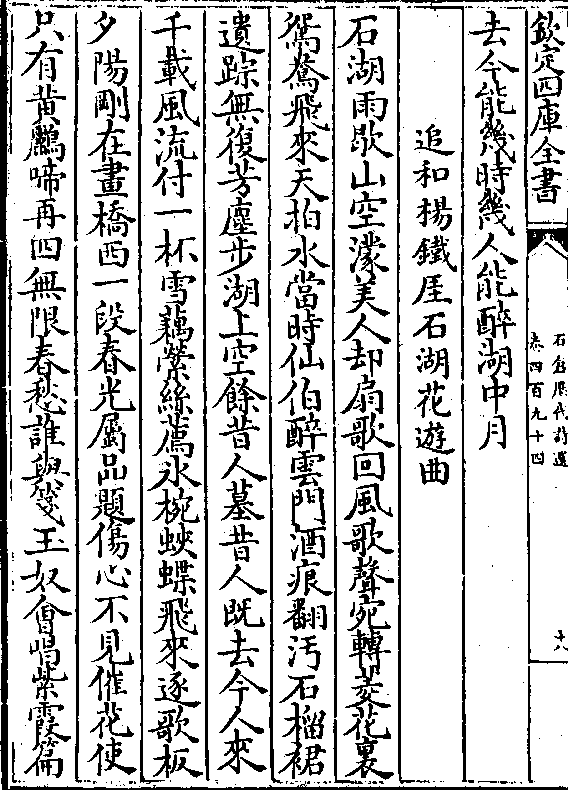 欽定四庫全書
石倉歷代詩選
卷四百九十四
十八
去今能幾時幾人能醉湖中月
追和楊鐵厓石湖花遊曲
石湖雨歇山空濛美人却扇歌回風歌聲宛轉菱花裏
鴛鴦飛來天拍水當時仙伯醉雲門酒痕翻汚石榴裙
遺踪無復芳塵步湖上空餘昔人墓昔人既去今人來
千載風流付一杯雪藕縈絲薦氷椀蛺蝶飛來逐歌板
夕陽剛在畫橋西一段春光屬品題傷心不見催花使
只有黄鸝啼再四無限春愁誰與箋玉奴會唱紫霞篇